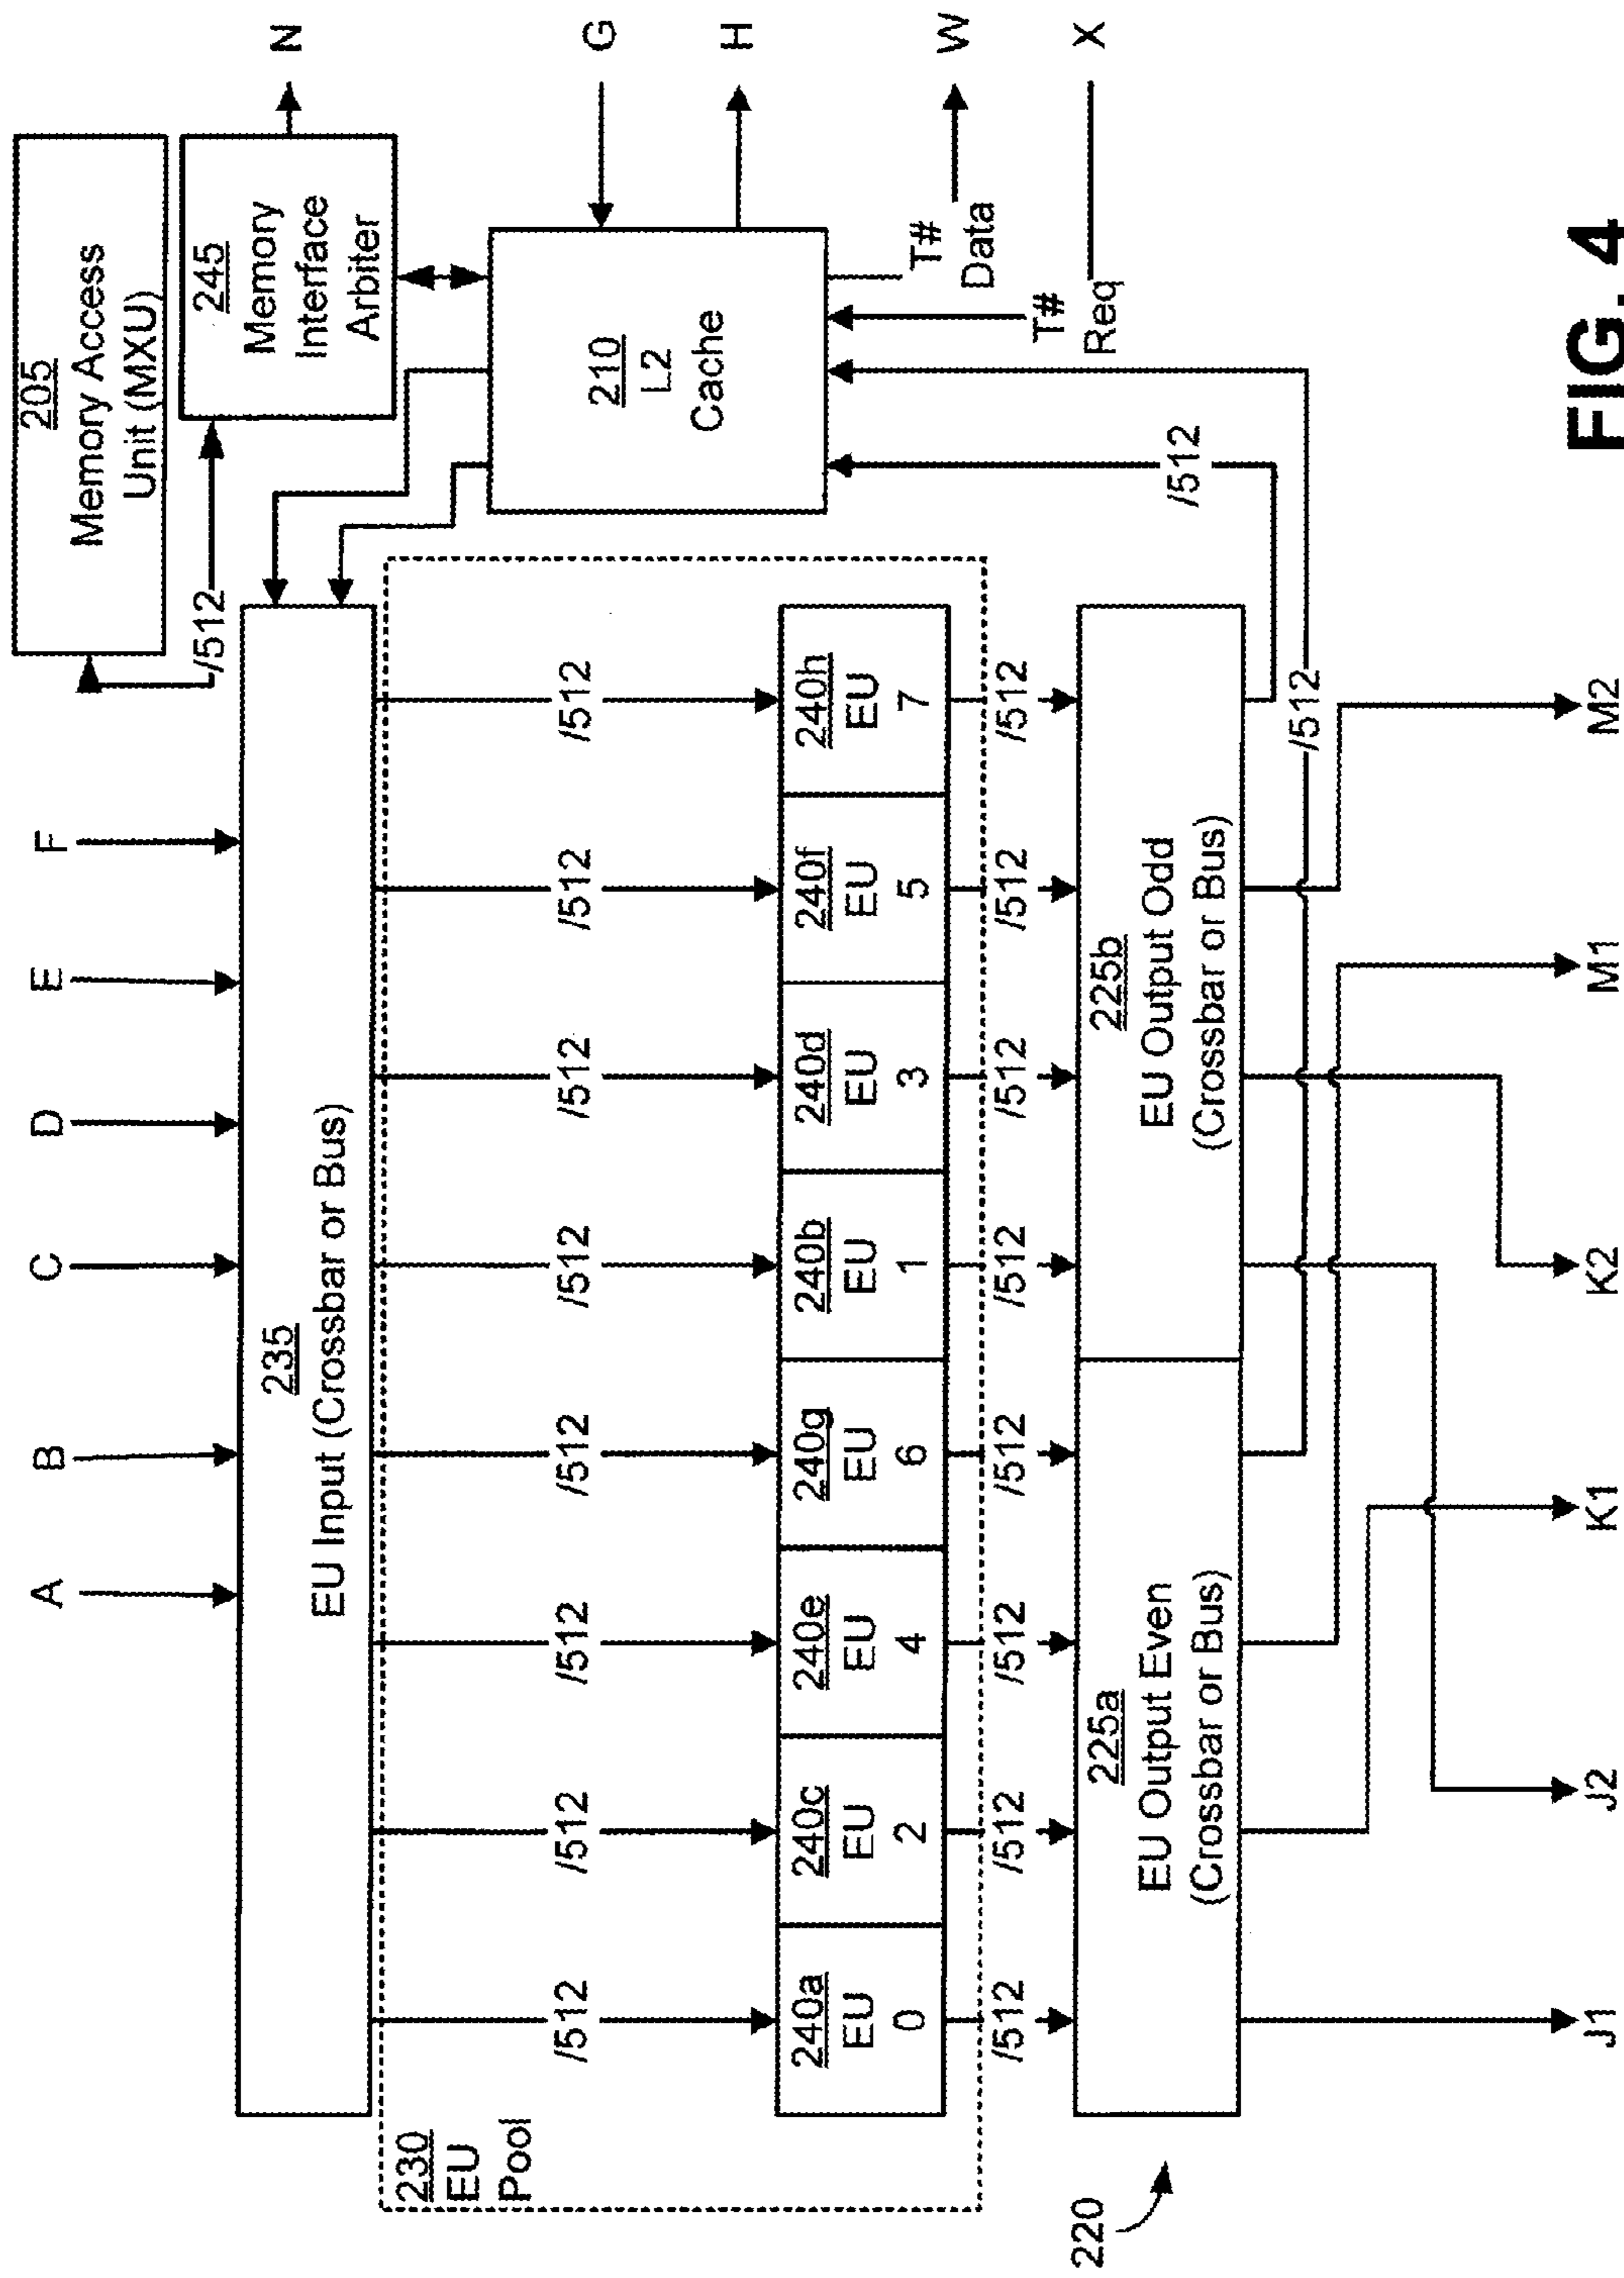 205
Memory Access
Unit (MXU)
245
Memory
Interface
Arbiter
N
/512
A
B
C
D
E
F
235
EU Input (Crossbar or Bus)
G
H
210
L2
Cache
T#
Data
W
T#
Req
X
230
EU
Pool
/512
/512
/512
/512
/512
/512
/512
/512
240a
EU
0
240c
EU
2
240e
EU
4
240g
EU
6
240b
EU
1
240d
EU
3
240f
EU
5
240h
EU
7
/512
/512
/512
/512
/512
/512
/512
/512
/512
/512
220
225a
EU Output Even
(Crossbar or Bus)
225b
EU Output Odd
(Crossbar or Bus)
J1
J2
K1
K2
M1
M2
FIG. 4